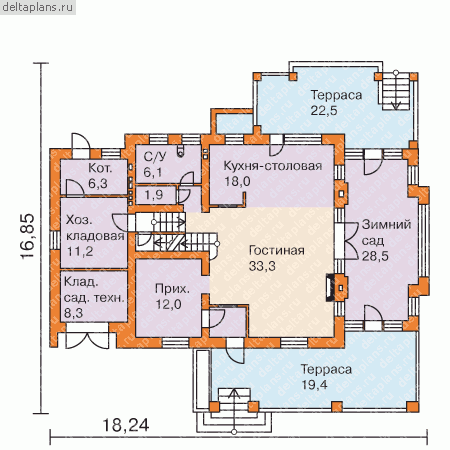 deltaplans.ru
Терраса
22,5
С/У
6,1
Кот.
6,3
1,9
Кухня-столовая
18,0
Хоз.
кладовая
11,2
Зимний
сад
28,5
Гостиная
33,3
Клад.
сад. техн.
8,3
Прих.
12,0
Терраса
19,4
16,85
18,24